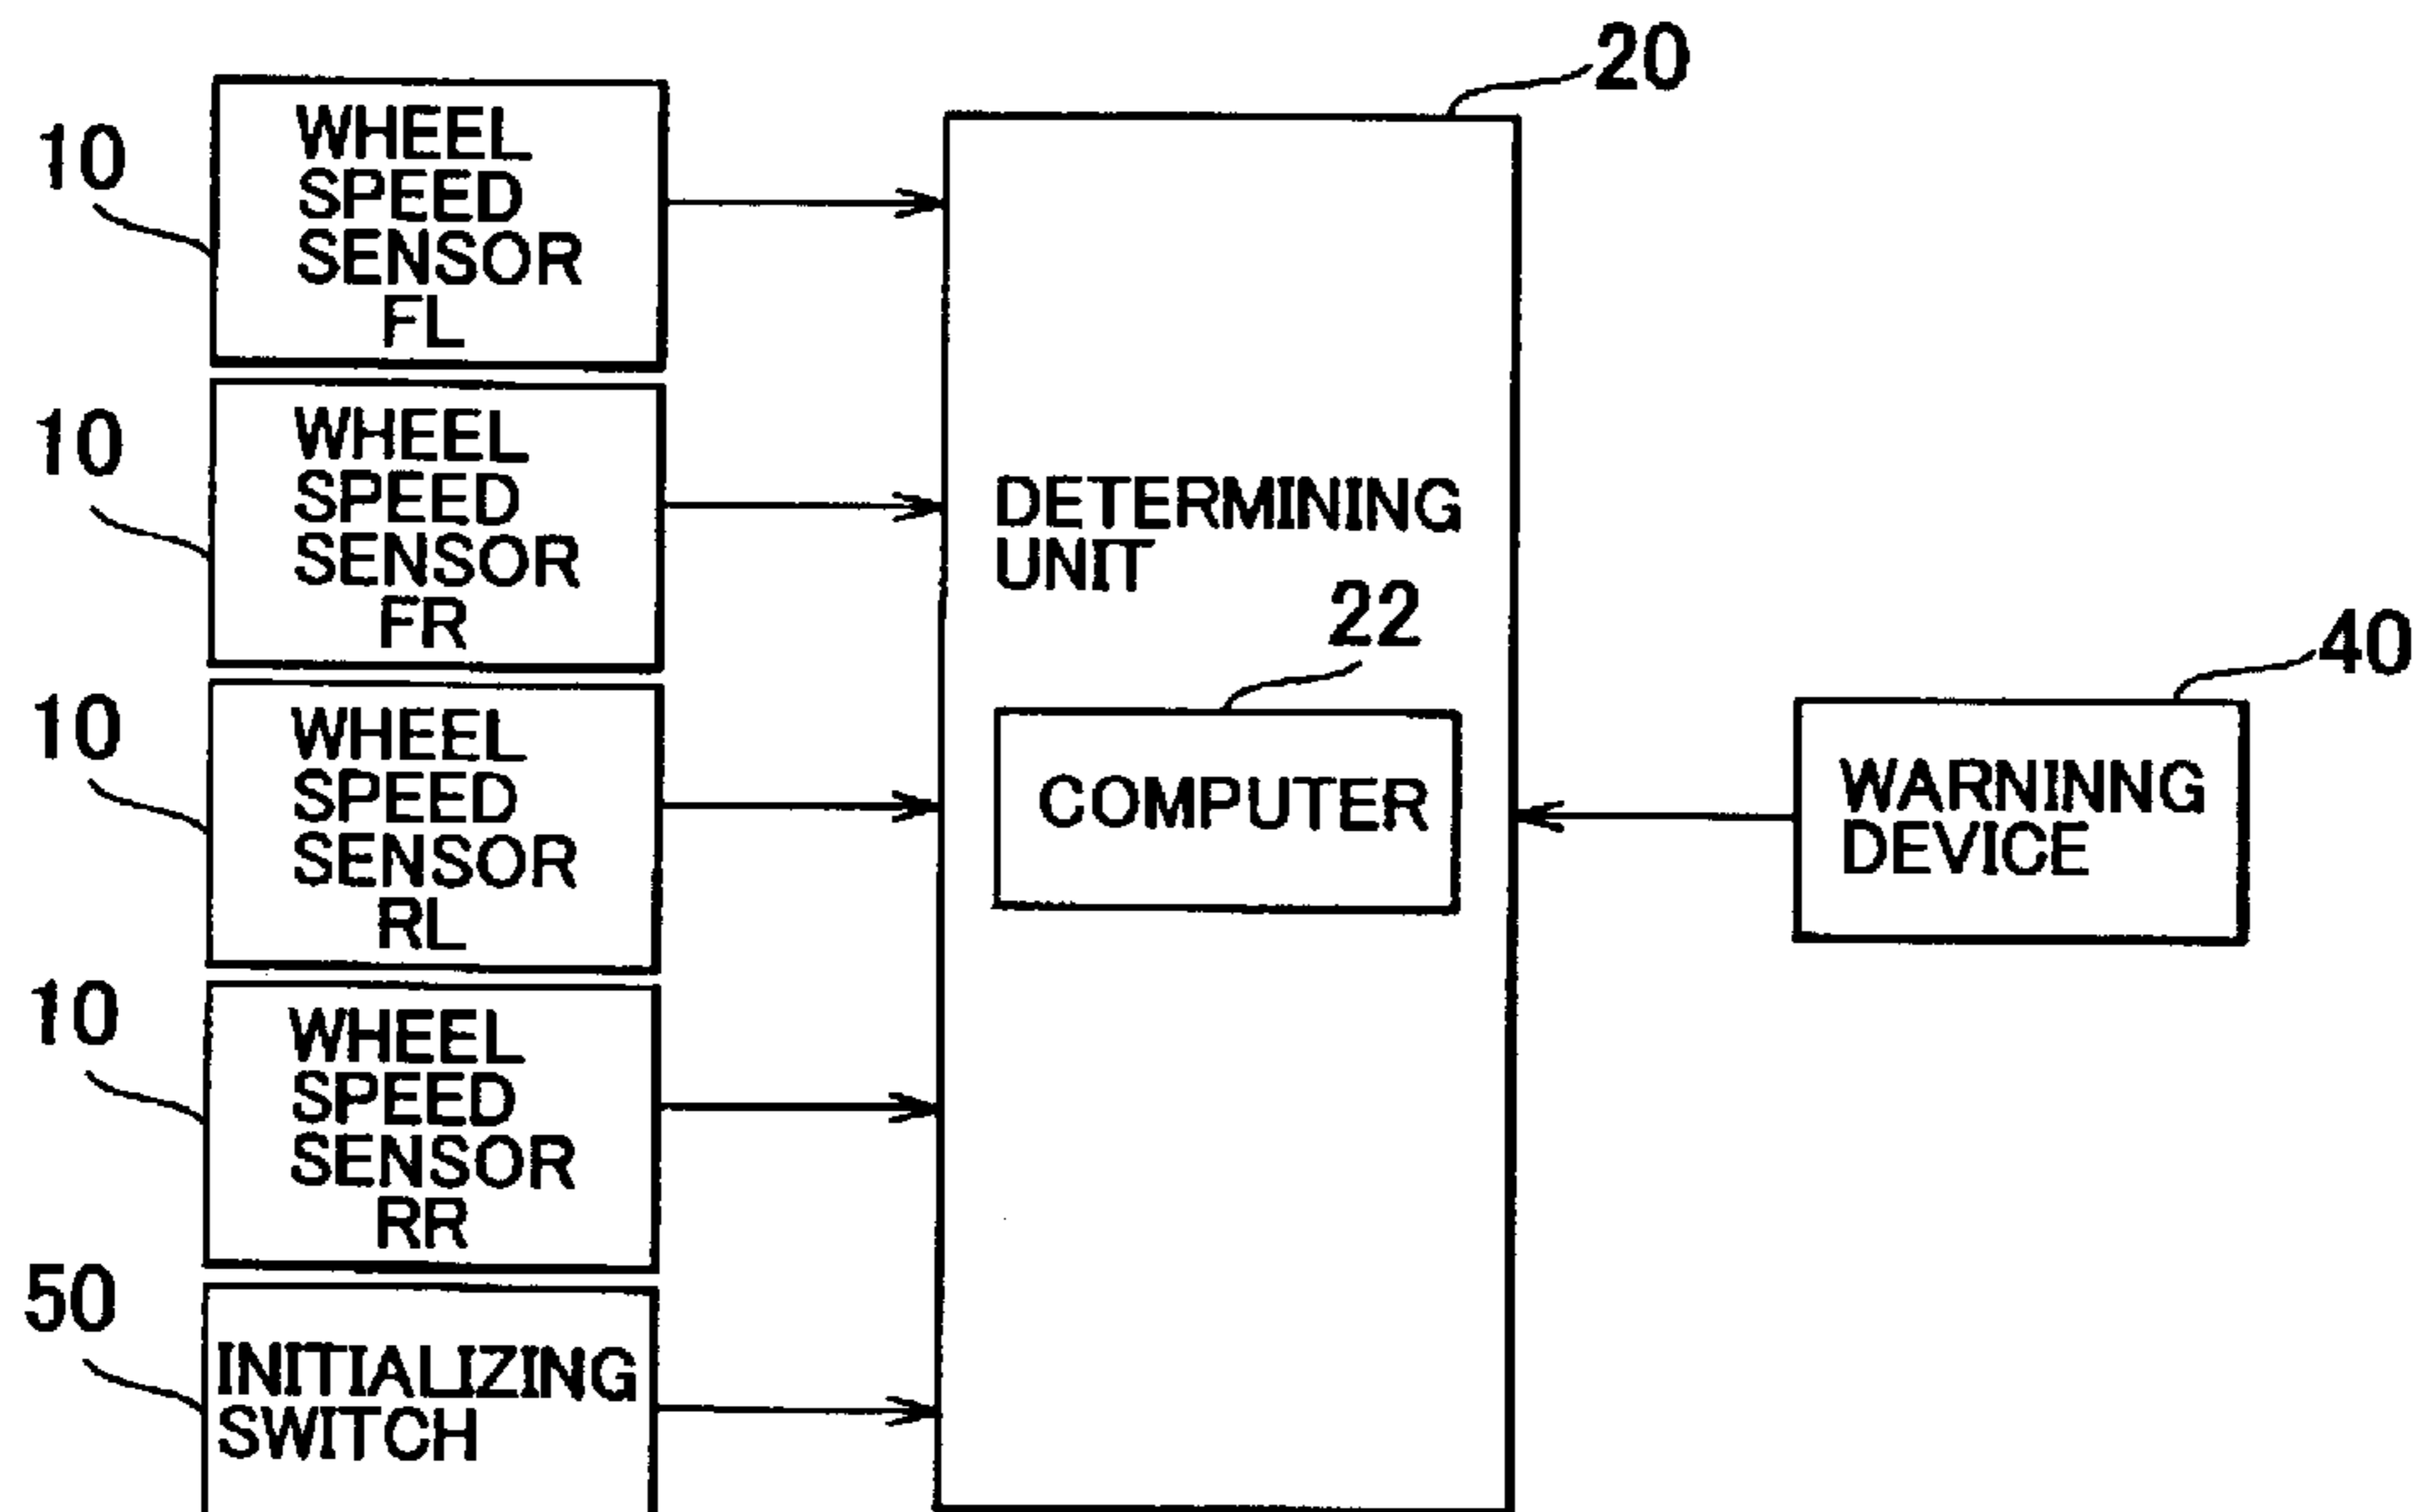 20
10
WHEEL
SPEED
SENSOR
FL
10
WHEEL
SPEED
SENSOR
FR
DETERMINING
UNIT
22
COMPUTER
40
WARNINNG
DEVICE
10
WHEEL
SPEED
SENSOR
RL
10
WHEEL
SPEED
SENSOR
RR
50
INITIALIZING
SWITCH